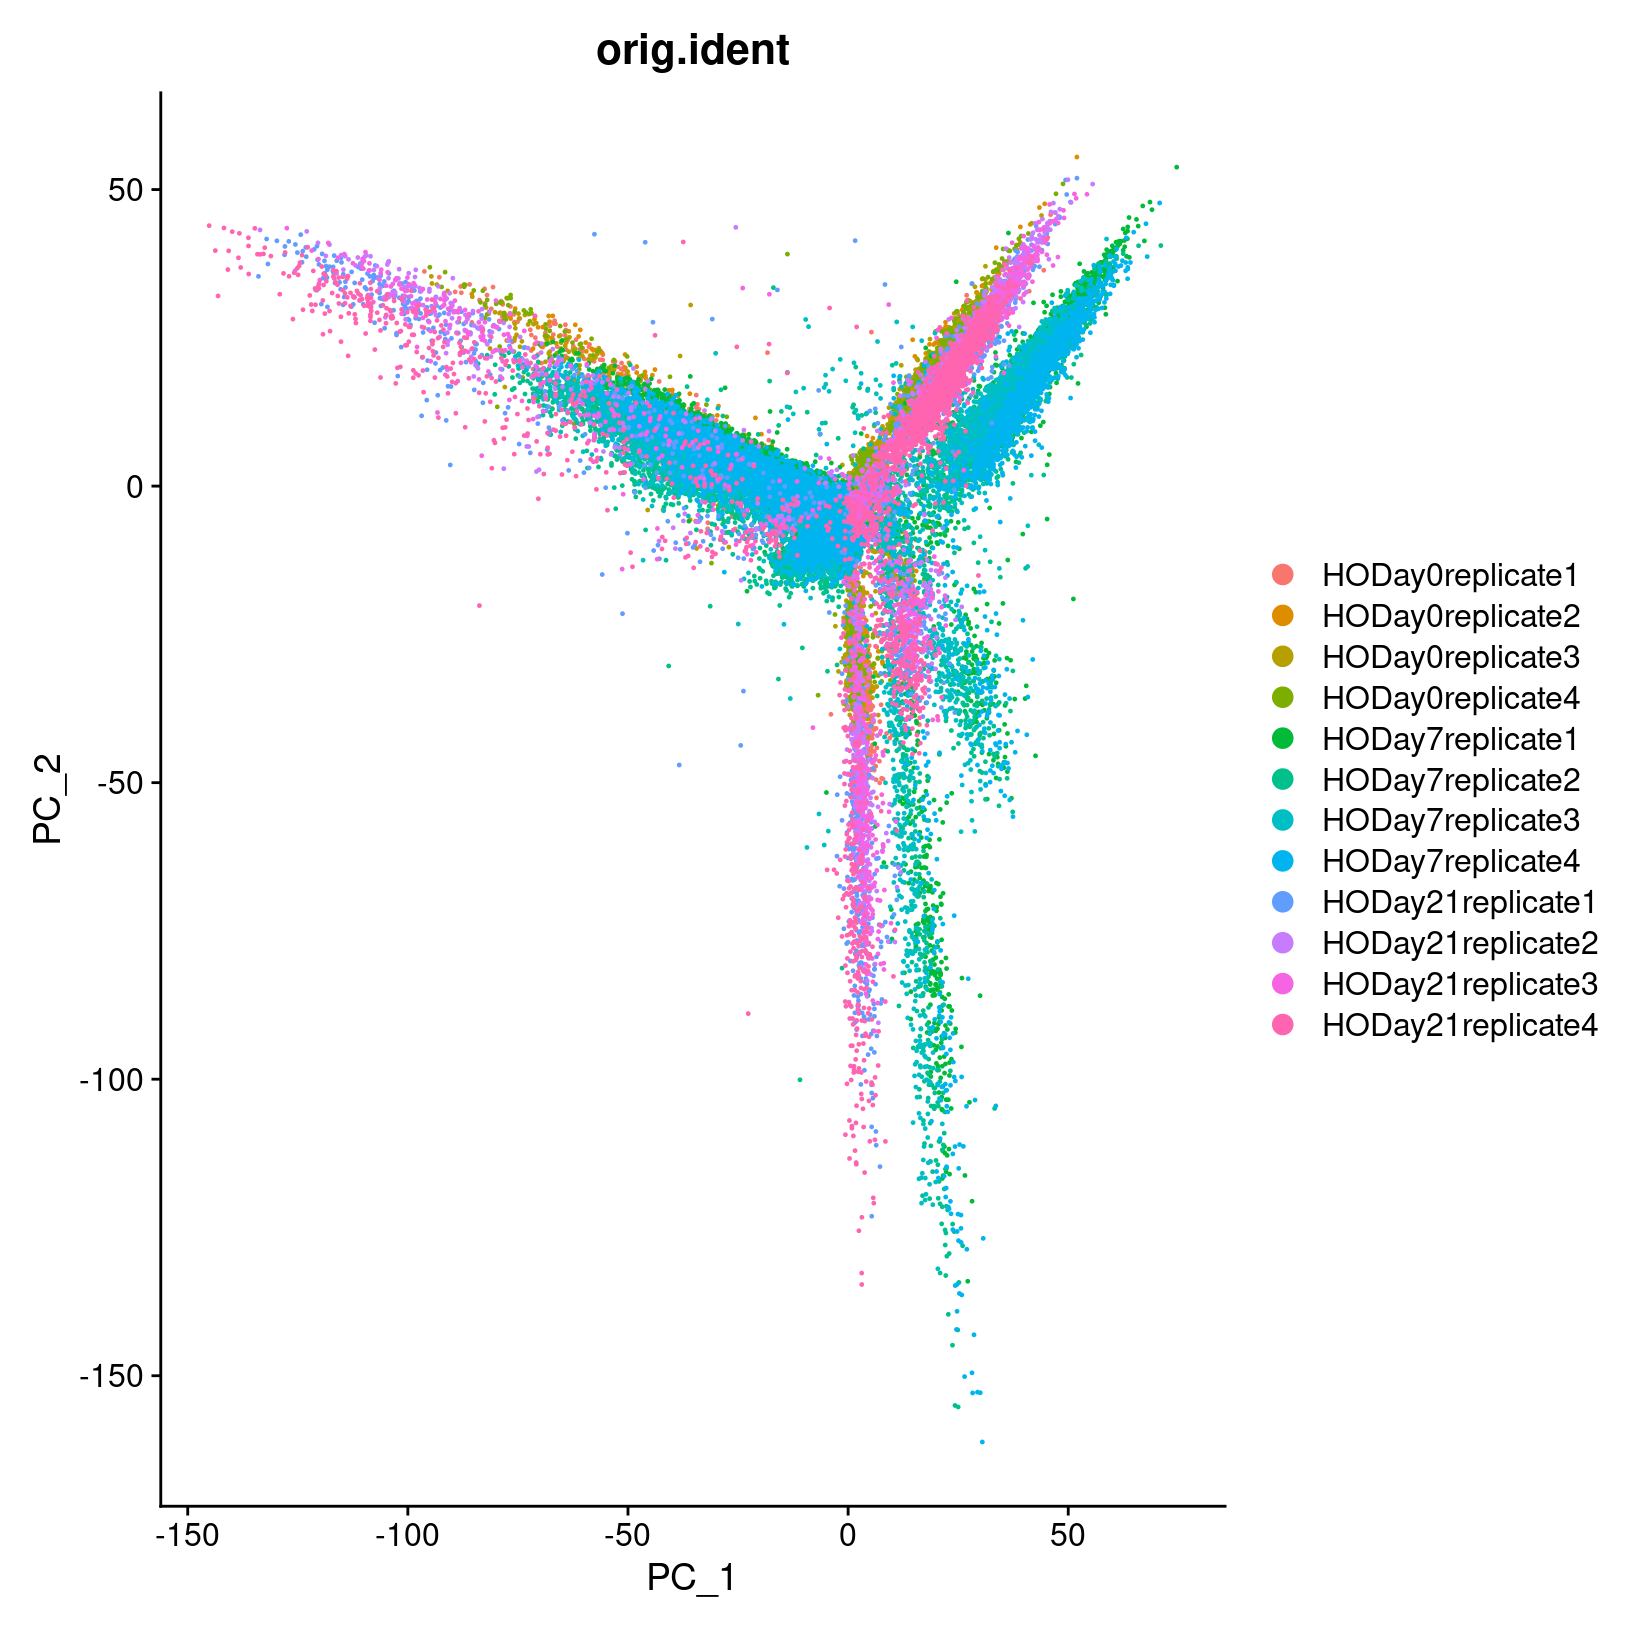 orig.ident
50
0
-50
-100
-150
PC_2
-150
-100
-50
0
50
PC_1
HODay0replicate1
HODay0replicate2
HODay0replicate3
HODay0replicate4
HODay7replicate1
HODay7replicate2
HODay7replicate3
HODay7replicate4
HODay21replicate1
HODay21replicate2
HODay21replicate3
HODay21replicate4